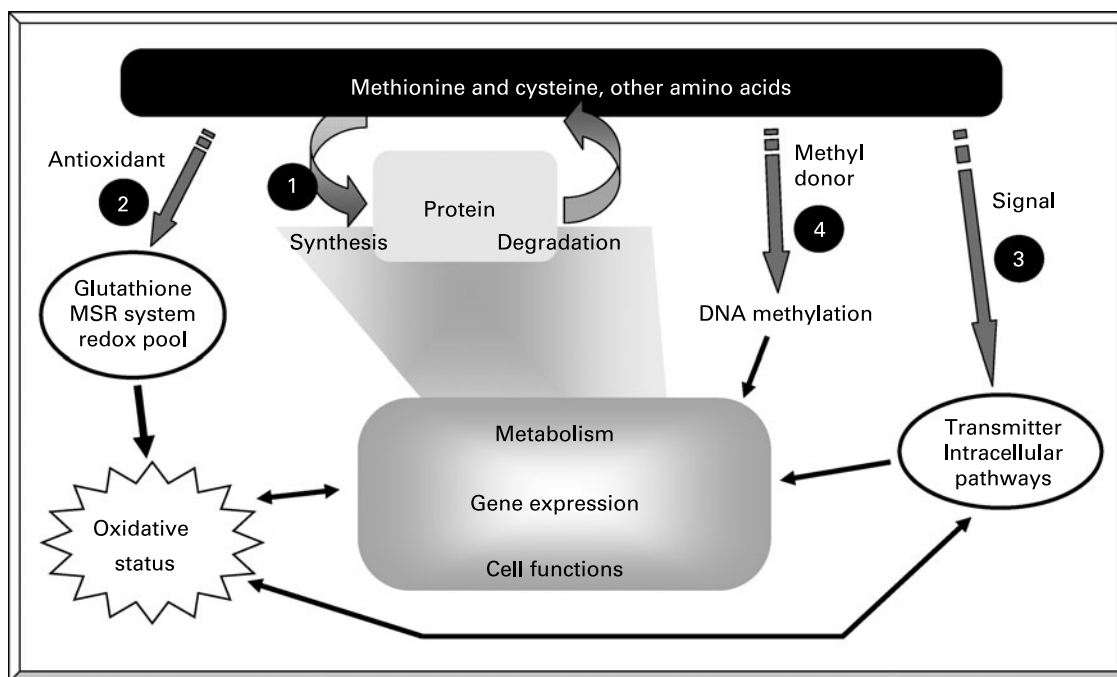 Methionine and cysteine, other amino acids
Antioxidant
2
Glutathione
MSR system
redox pool
Oxidative
status
1
Synthesis
Protein
Degradation
Methyl
donor
4
DNA methylation
Signal
3
Transmitter
Intracellular
pathways
Metabolism
Gene expression
Cell functions